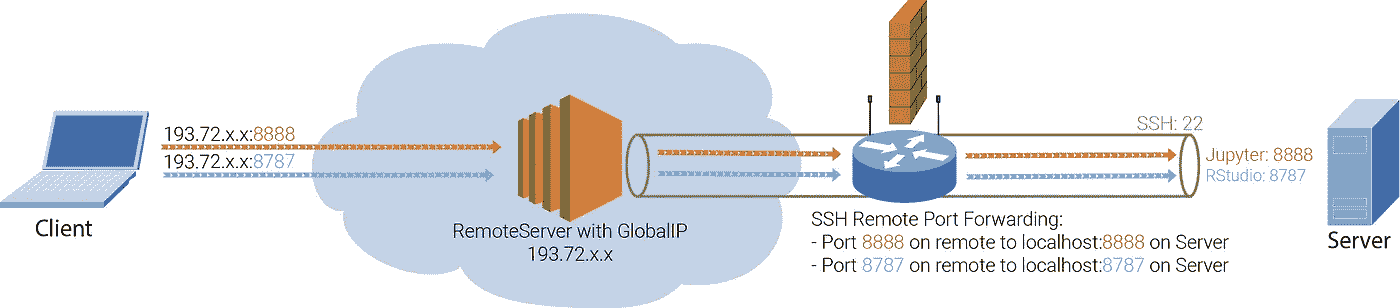 193.72.x.x:8888
193.72.x.x:8787
Client
RemoteServer with GlobalIP
193.72.x.x
SSH: 22
Jupyter: 8888
RStudio: 8787
SSH Remote Port Forwarding:
- Port 8888 on remote to localhost:8888 on Server
- Port 8787 on remote to localhost:8787 on Server
Server